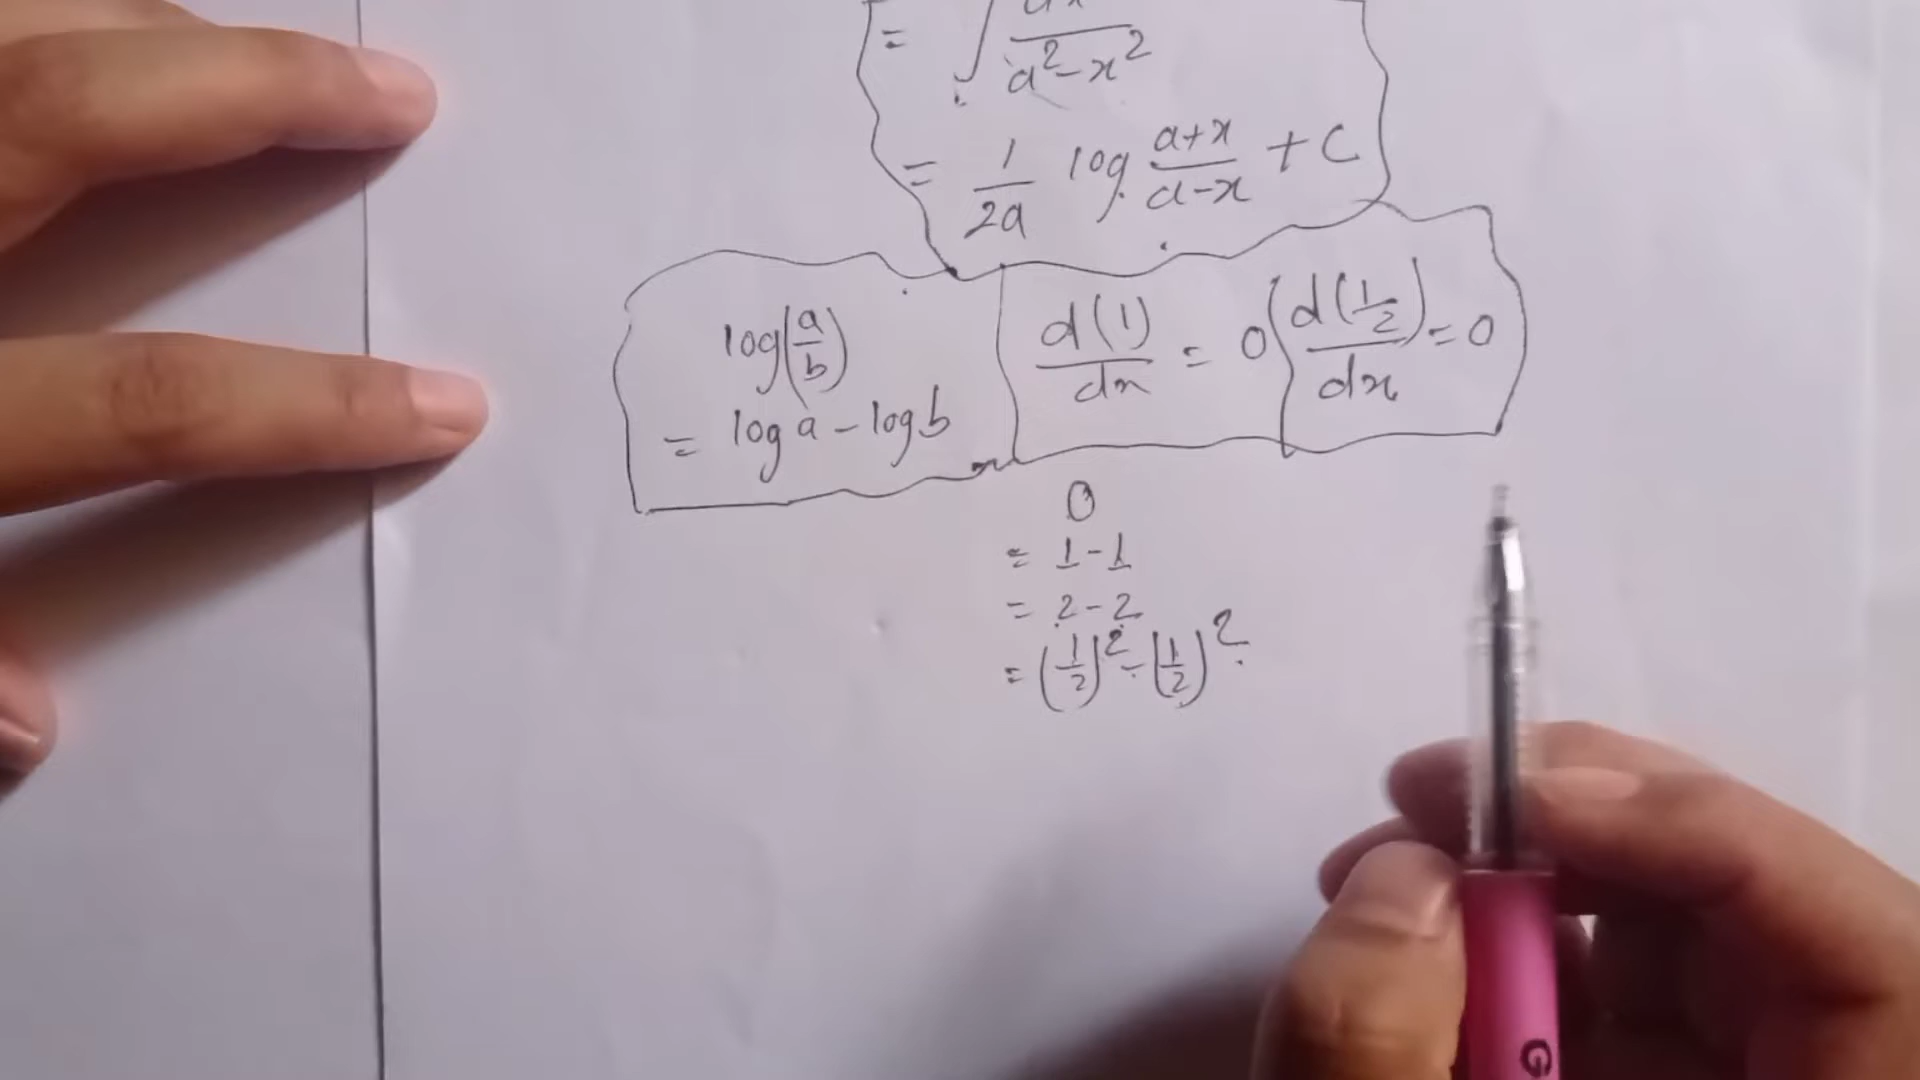 = ∫ dx/(a²-x²)
= 1/2a log (a+x)/(a-x) + C
log(a/b)
= log a - log b
d(1)/dx = 0
(d(1/2)/dx) = 0
0
= 1-1
= 2-2
= (1/2)² - (1/2)²
G